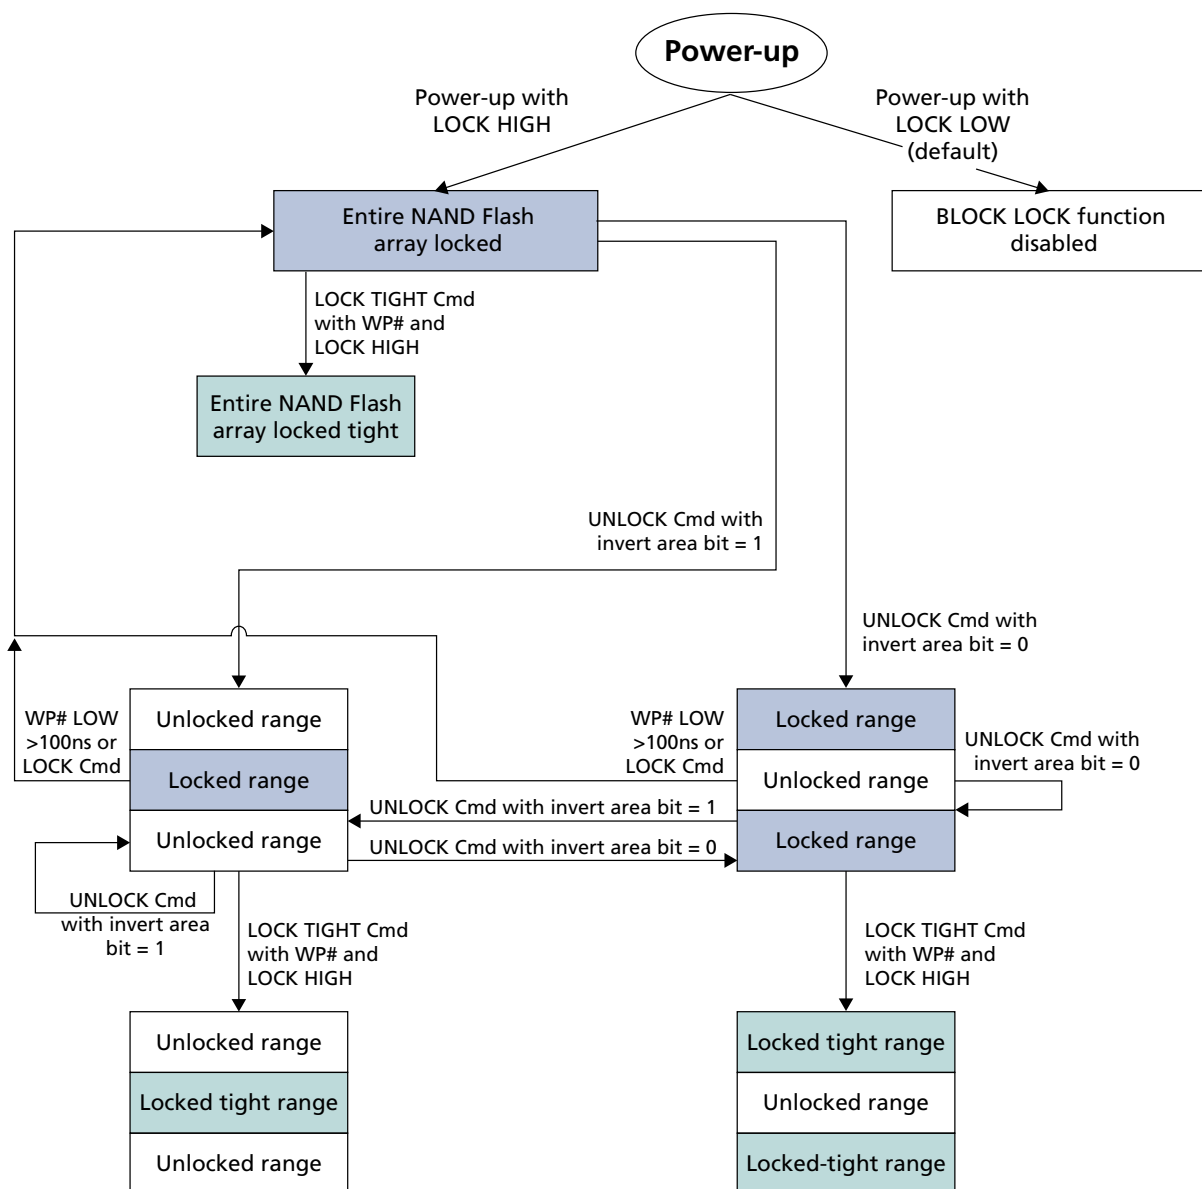 Power-up
Power-up with
LOCK HIGH
Power-up with
LOCK LOW
(default)
Entire NAND Flash
array locked
BLOCK LOCK function
disabled
LOCK TIGHT Cmd
with WP# and
LOCK HIGH
Entire NAND Flash
array locked tight
UNLOCK Cmd with
invert area bit = 1
UNLOCK Cmd with
invert area bit = 0
WP# LOW
>100ns or
LOCK Cmd
Unlocked range
Locked range
Unlocked range
WP# LOW
>100ns or
LOCK Cmd
Locked range
Unlocked range
Locked range
UNLOCK Cmd with
invert area bit = 0
UNLOCK Cmd with invert area bit = 1
UNLOCK Cmd with invert area bit = 0
UNLOCK Cmd
with invert area
bit = 1
LOCK TIGHT Cmd
with WP# and
LOCK HIGH
LOCK TIGHT Cmd
with WP# and
LOCK HIGH
Unlocked range
Locked tight range
Unlocked range
Locked tight range
Unlocked range
Locked-tight range